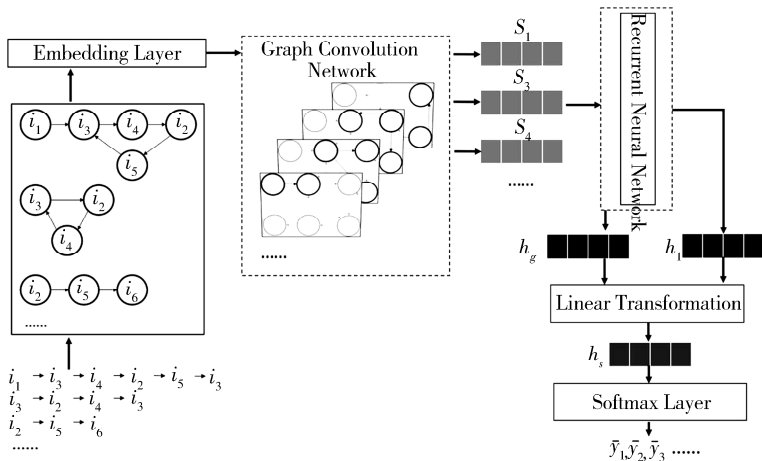 Embedding Layer
i1 i3 i4 i2
i5
i3 i2
i4
i2 i5 i6
......
i1 → i3 → i4 → i2 → i5 → i3
i3 → i2 → i4 → i3
i2 → i5 → i6
......
Graph Convolution
Network
......
S1
S3
S4
......
Recurrent
Neural Network
hg
h1
Linear Transformation
hs
Softmax Layer
ȳ1,ȳ2,ȳ3 ......